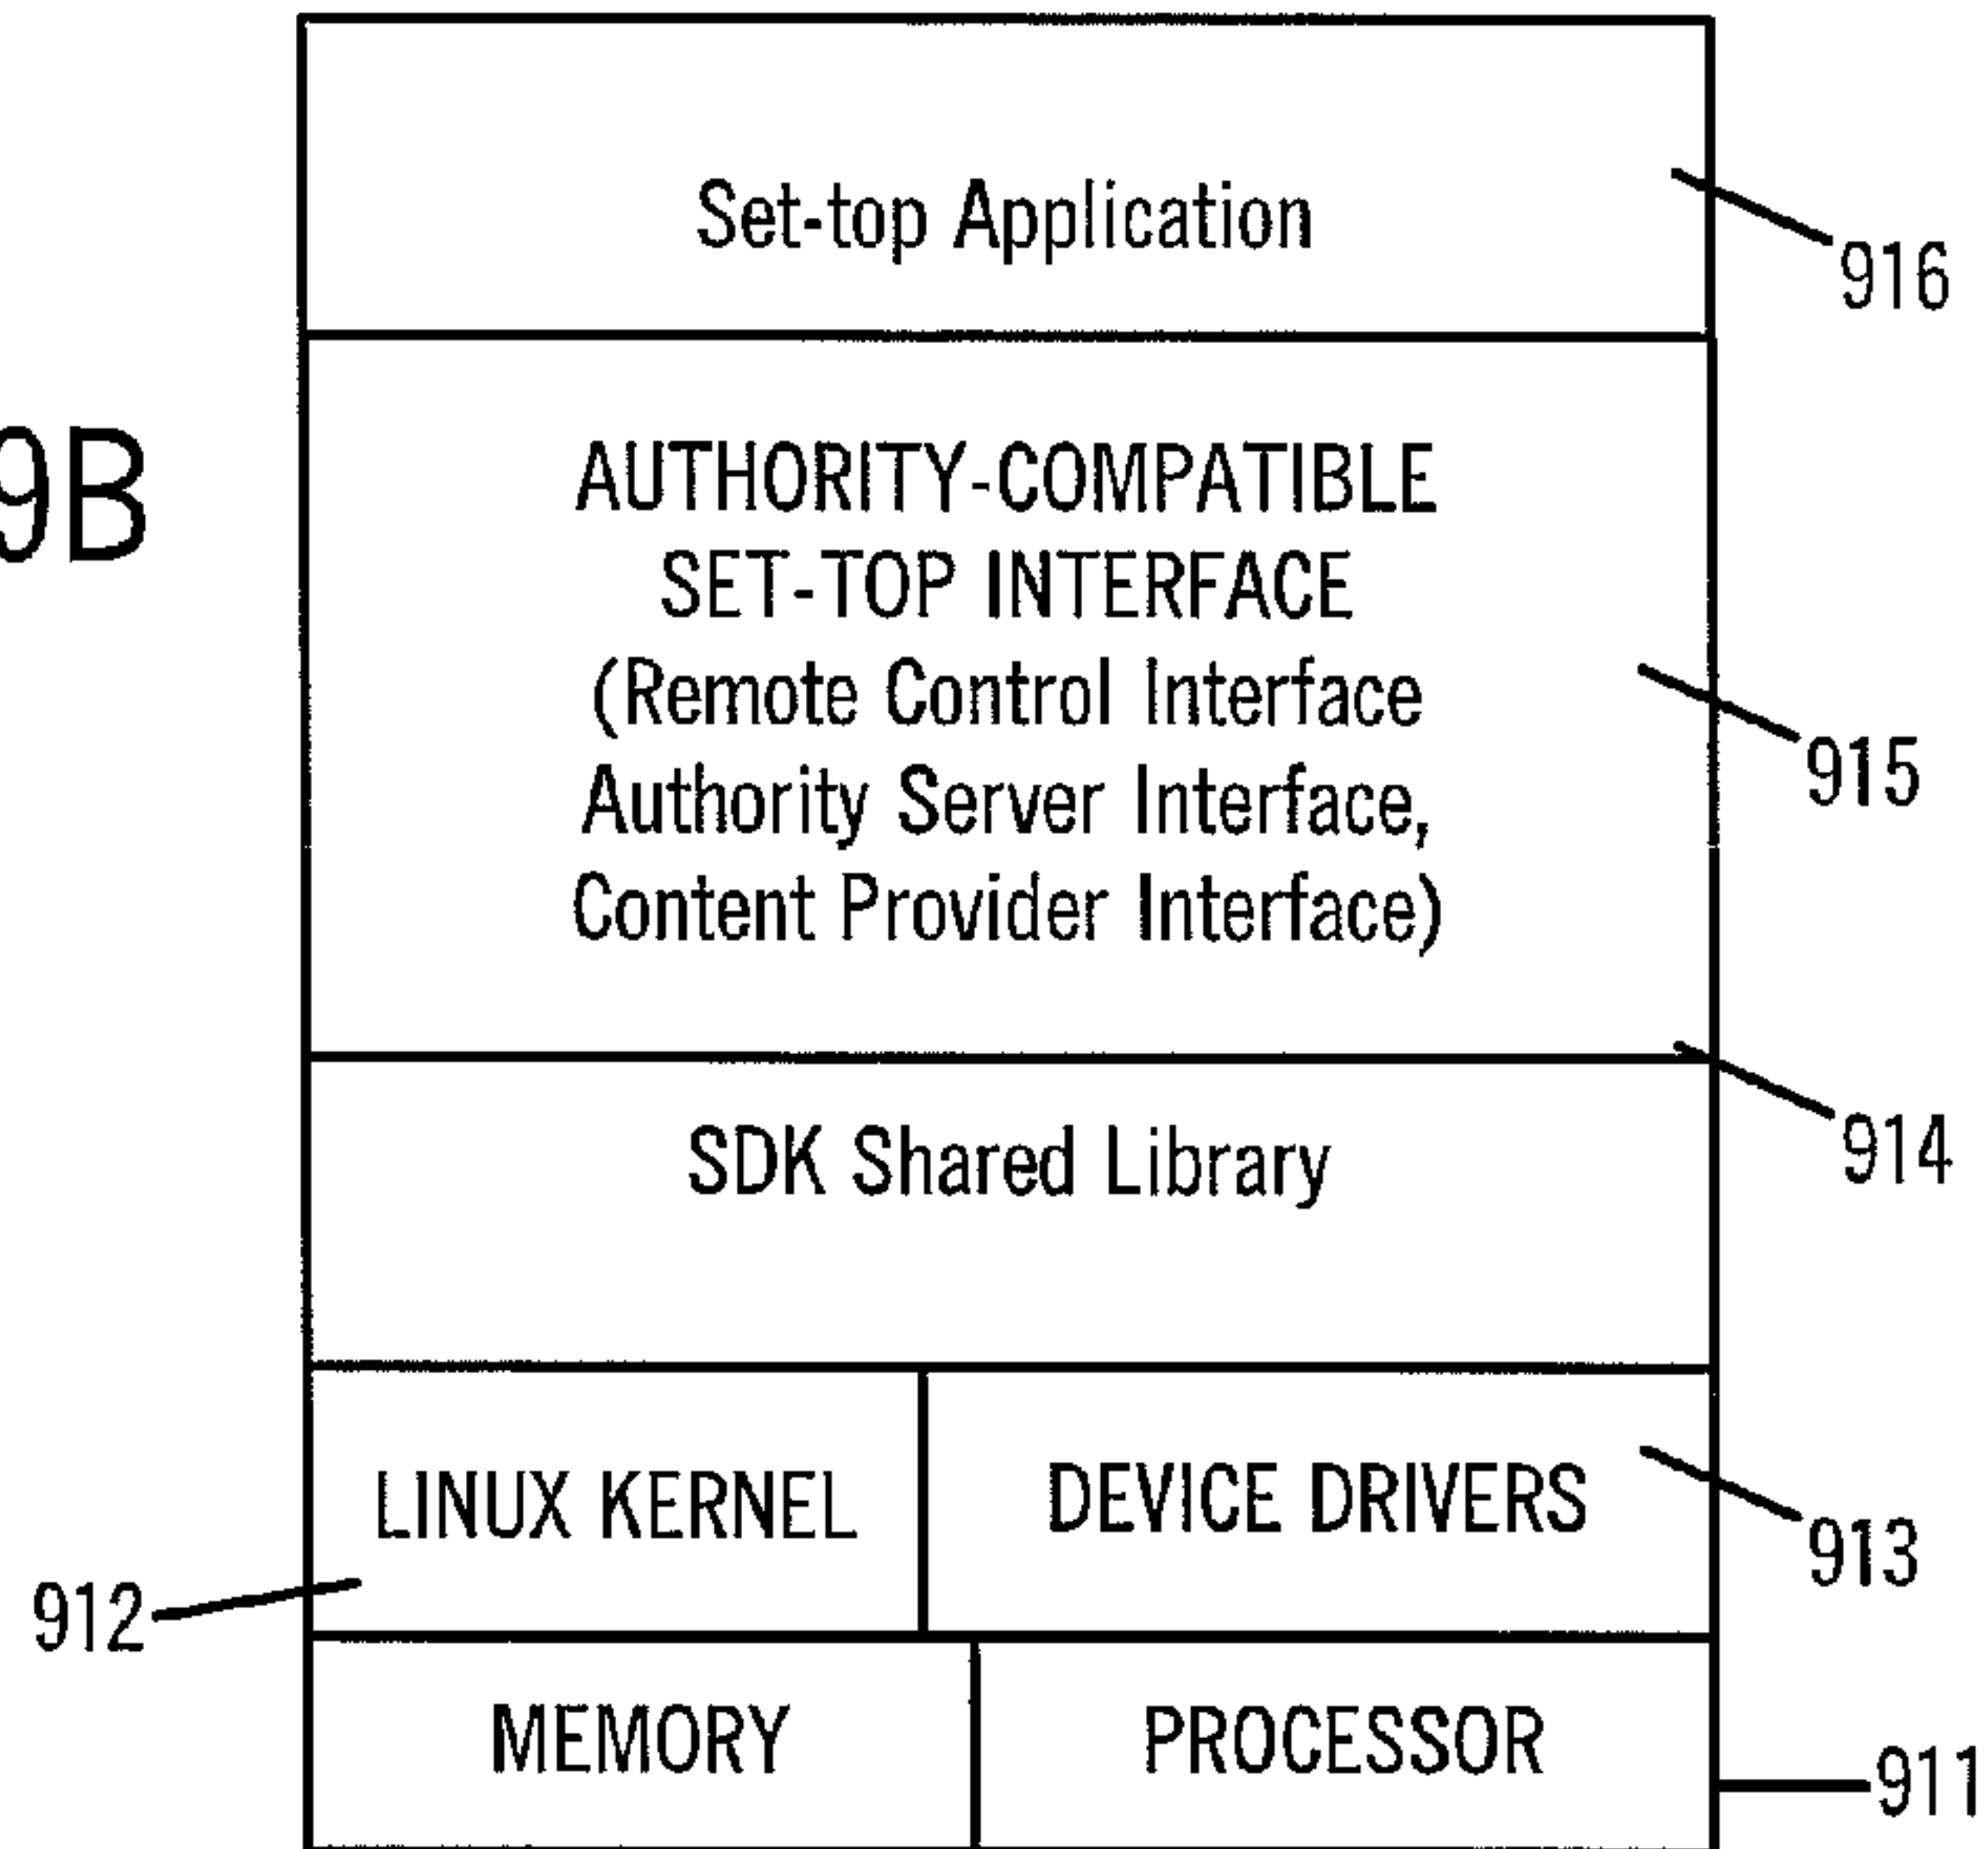 Set-top Application
916
9B
AUTHORITY-COMPATIBLE
SET-TOP INTERFACE
(Remote Control Interface
Authority Server Interface,
Content Provider Interface)
915
914
SDK Shared Library
LINUX KERNEL
DEVICE DRIVERS
913
912
MEMORY
PROCESSOR
911